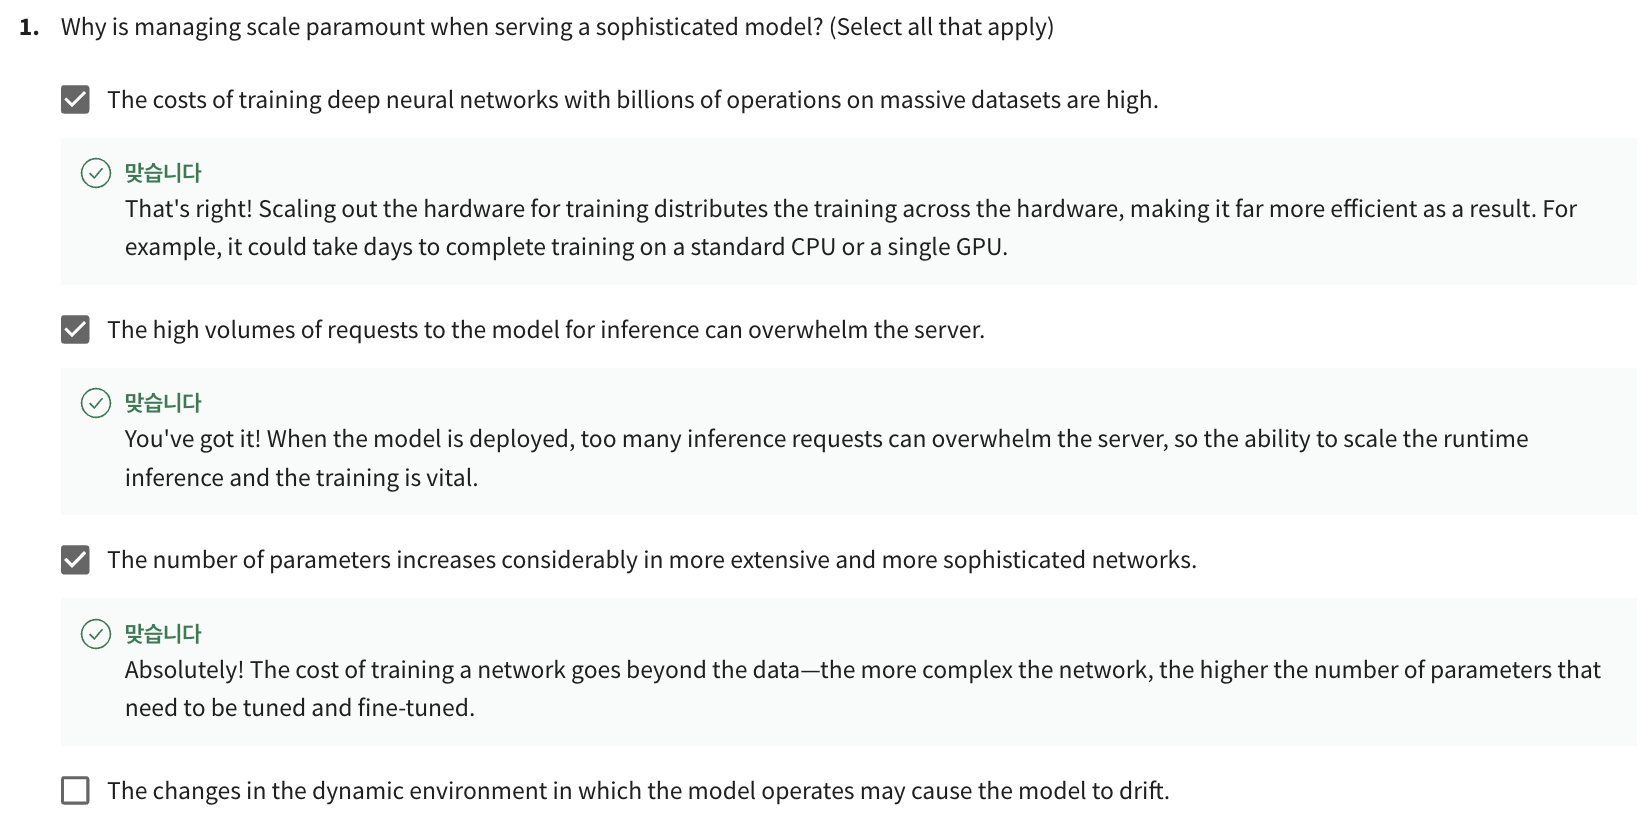 1. Why is managing scale paramount when serving a sophisticated model? (Select all that apply)
The costs of training deep neural networks with billions of operations on massive datasets are high.
맞습니다
That's right! Scaling out the hardware for training distributes the training across the hardware, making it far more efficient as a result. For
example, it could take days to complete training on a standard CPU or a single GPU.
The high volumes of requests to the model for inference can overwhelm the server.
맞습니다
You've got it! When the model is deployed, too many inference requests can overwhelm the server, so the ability to scale the runtime
inference and the training is vital.
The number of parameters increases considerably in more extensive and more sophisticated networks.
맞습니다
Absolutely! The cost of training a network goes beyond the data—the more complex the network, the higher the number of parameters that
need to be tuned and fine-tuned.
The changes in the dynamic environment in which the model operates may cause the model to drift.